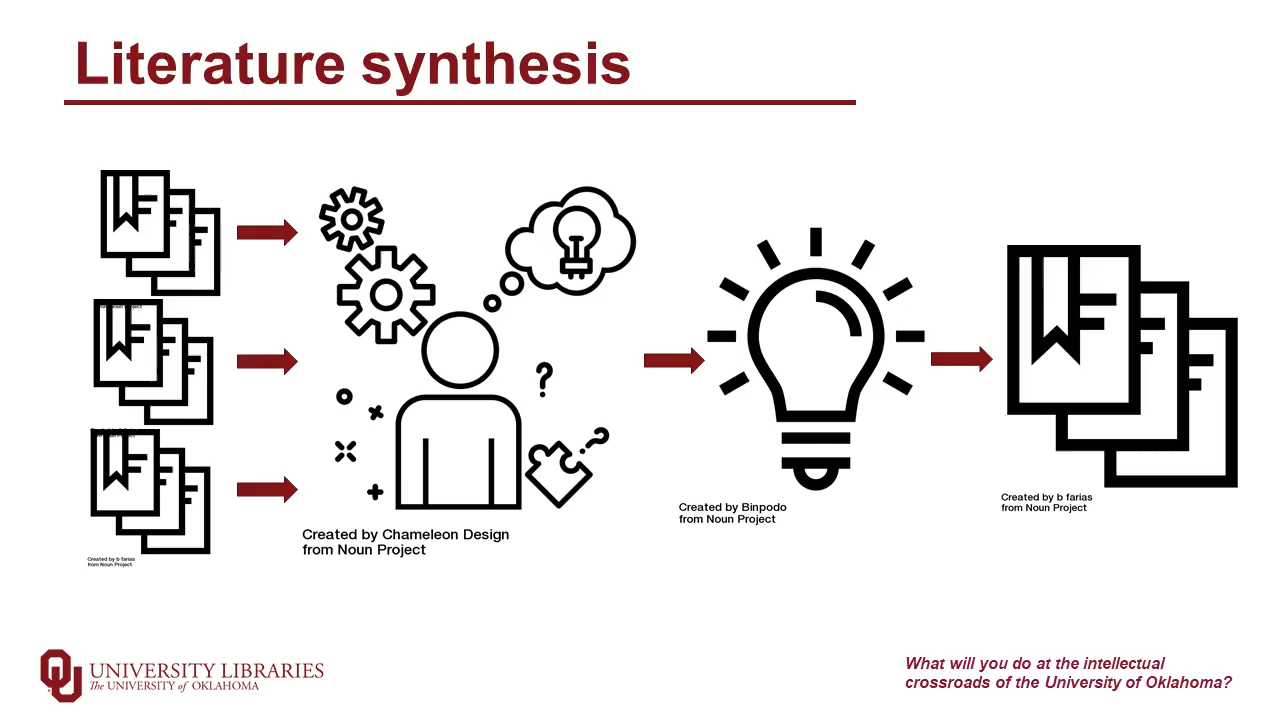 Literature synthesis
Created by b farias
from Noun Project
Created by Chameleon Design
from Noun Project
Created by Binpodo
from Noun Project
Created by b farias
from Noun Project
OU
UNIVERSITY LIBRARIES
The UNIVERSITY of OKLAHOMA
What will you do at the intellectual
crossroads of the University of Oklahoma?